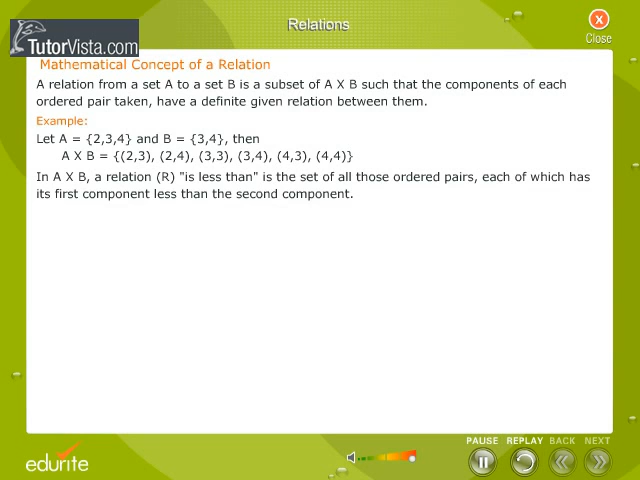 Relations
x
Close
TutorVista.com
Mathematical Concept of a Relation
A relation from a set A to a set B is a subset of A X B such that the components of each
ordered pair taken, have a definite given relation between them.
Example:
Let A = {2,3,4} and B = {3,4}, then
A X B = {(2,3), (2,4), (3,3), (3,4), (4,3), (4,4)}
In A X B, a relation (R) "is less than" is the set of all those ordered pairs, each of which has
its first component less than the second component.
PAUSE REPLAY BACK NEXT
edurite